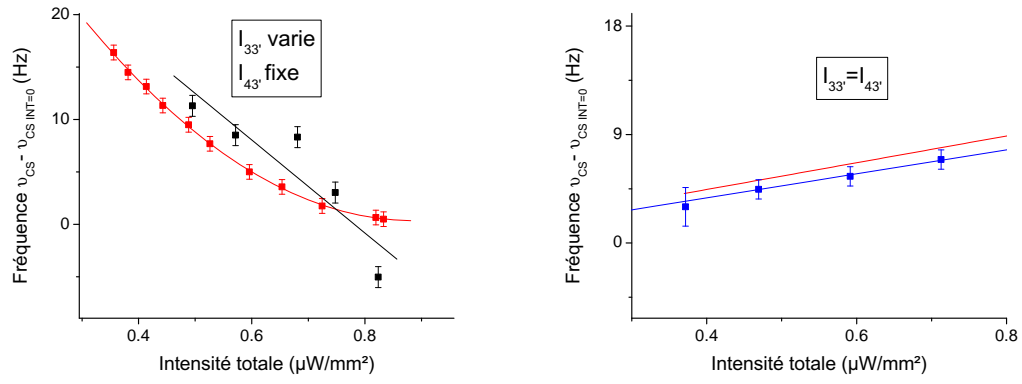 20
10
0
0.4
0.6
0.8
Fréquence υCS- υCS INT=0 (Hz)
Intensité totale (µW/mm²)
I33' varie
I43' fixe
18
9
0
0.4
0.6
0.8
Fréquence υCS- υCS INT=0 (Hz)
Intensité totale (µW/mm²)
I33'=I43'